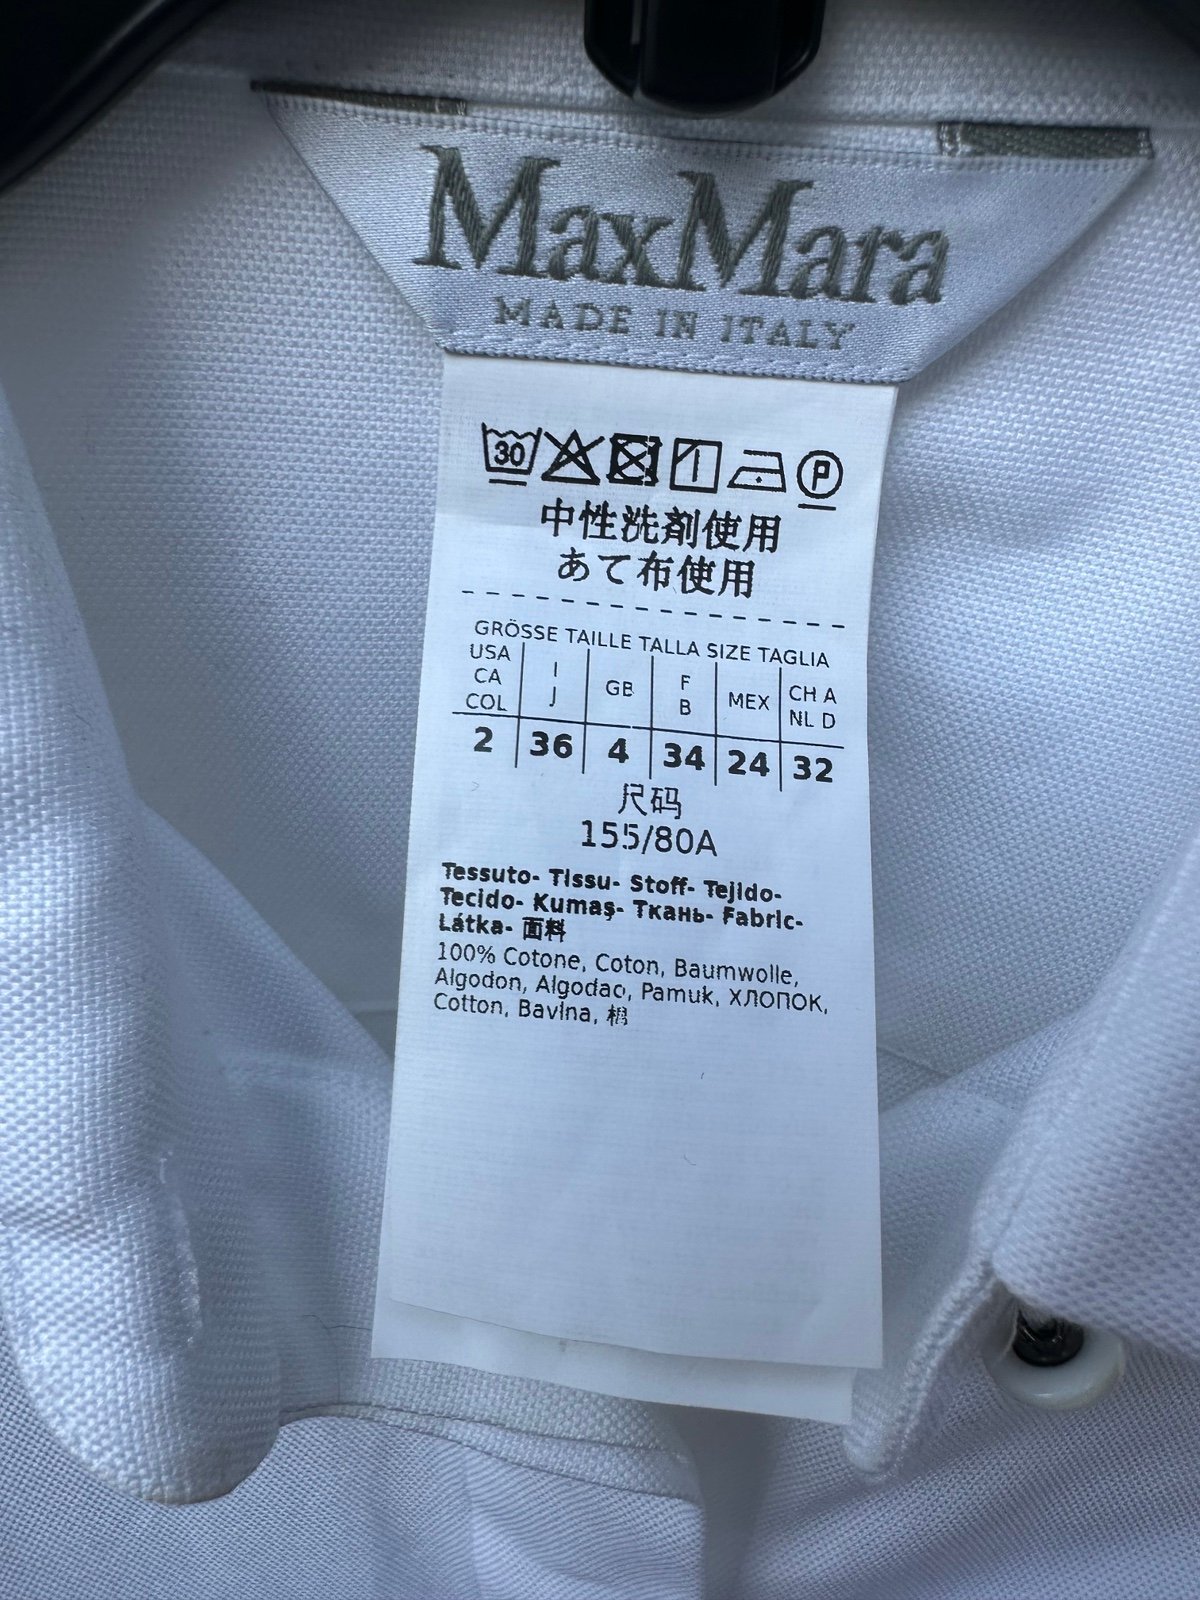 MaxMara
MADE IN ITALY
30 P
中性洗剤使用
あて布使用
GRÖSSE TAILLE TALLA SIZE TAGLIA
USA CA COL I J GB F B MEX CH A NL D
2 36 4 34 24 32
尺码
155/80A
Tessuto- Tissu- Stoff- Tejido-
Tecido- Kumaş- Ткань- Fabric-
Látka- 面料
100% Cotone, Coton, Baumwolle,
Algodon, Algodao, Pamuk, ХЛОПОК,
Cotton, Bavlna,